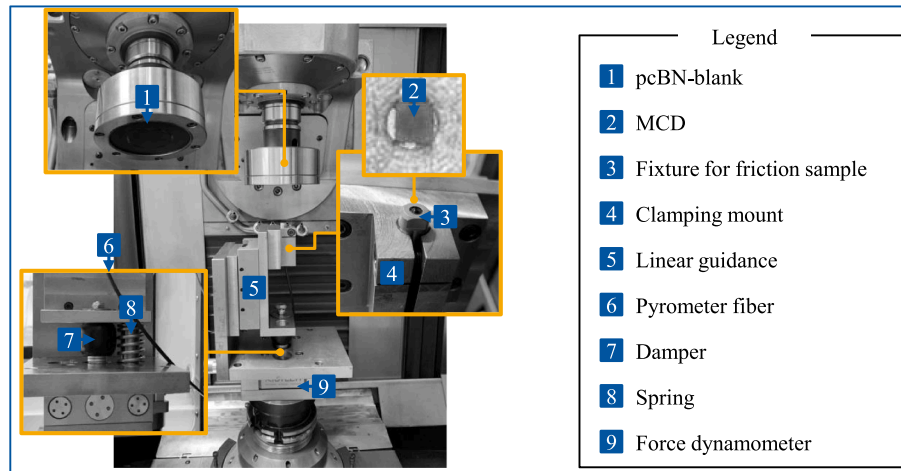 1
2
3
4
5
6
7
8
9
Legend
1 pcBN-blank
2 MCD
3 Fixture for friction sample
4 Clamping mount
5 Linear guidance
6 Pyrometer fiber
7 Damper
8 Spring
9 Force dynamometer